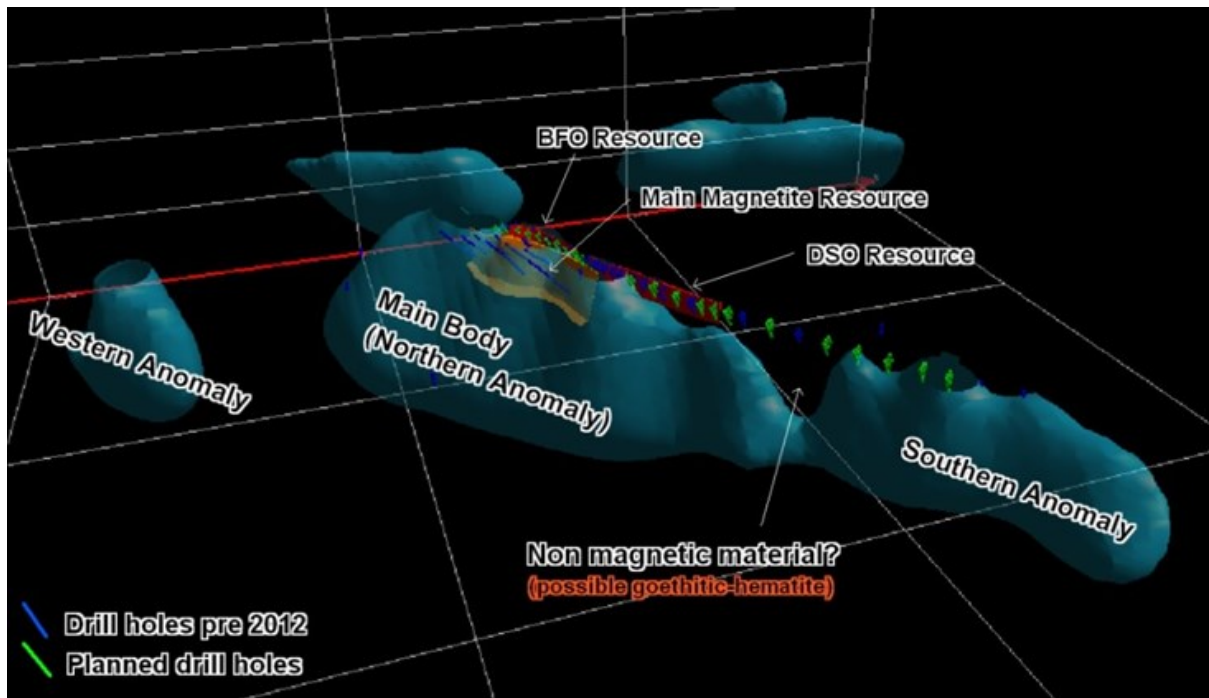 BFO Resource
Main Magnetite Resource
DSO Resource
Western Anomaly
Main Body
(Northern Anomaly)
Southern Anomaly
Non magnetic material?
(possible goethitic-hematite)
Drill holes pre 2012
Planned drill holes